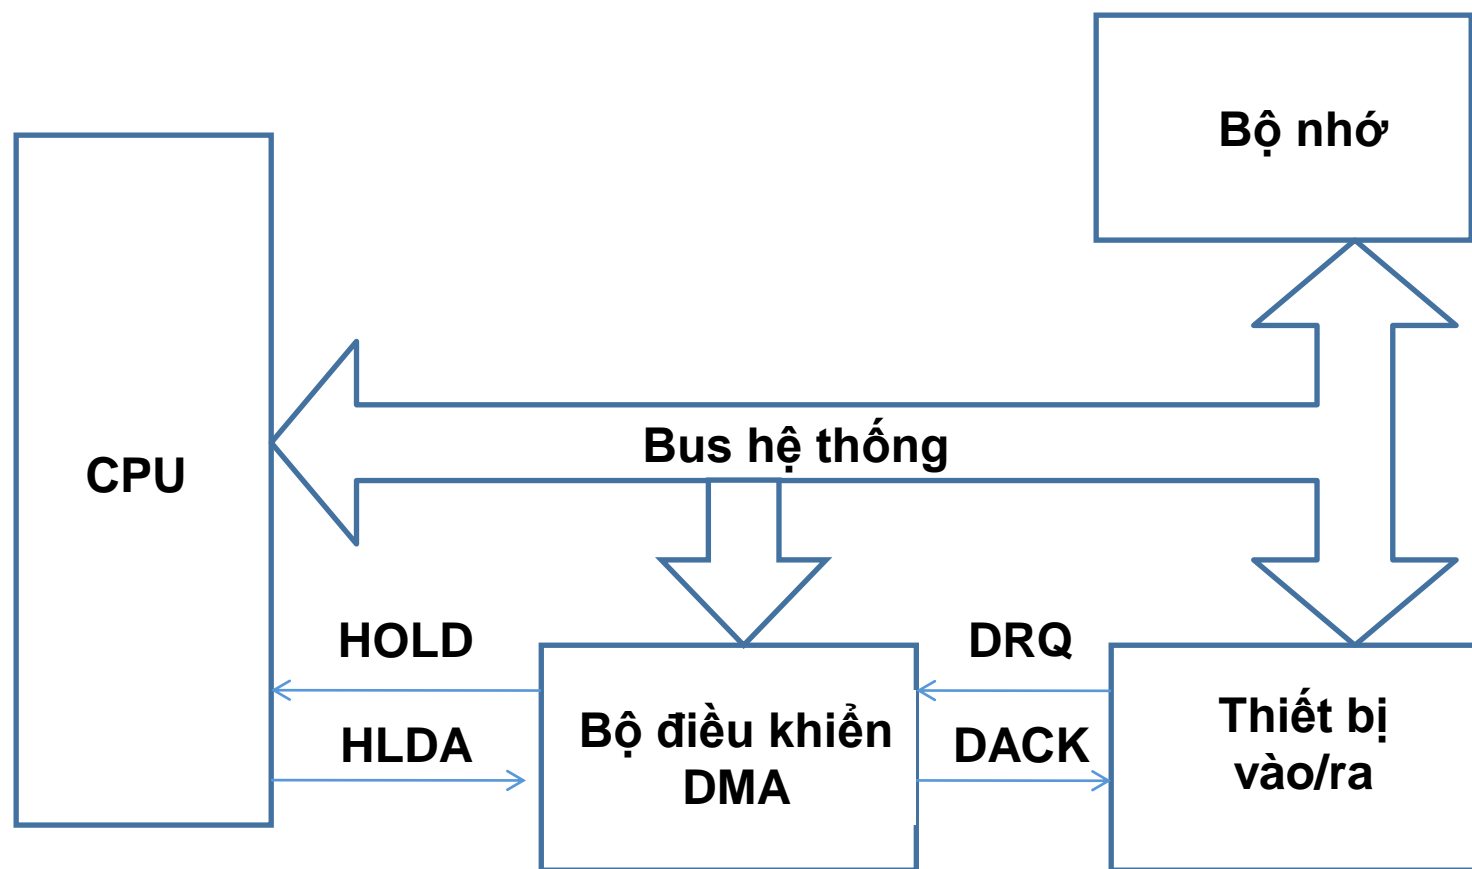 Bộ nhớ
CPU
Bus hệ thống
HOLD
DRQ
HLDA
Bộ điều khiển
DMA
DACK
Thiết bị
vào/ra